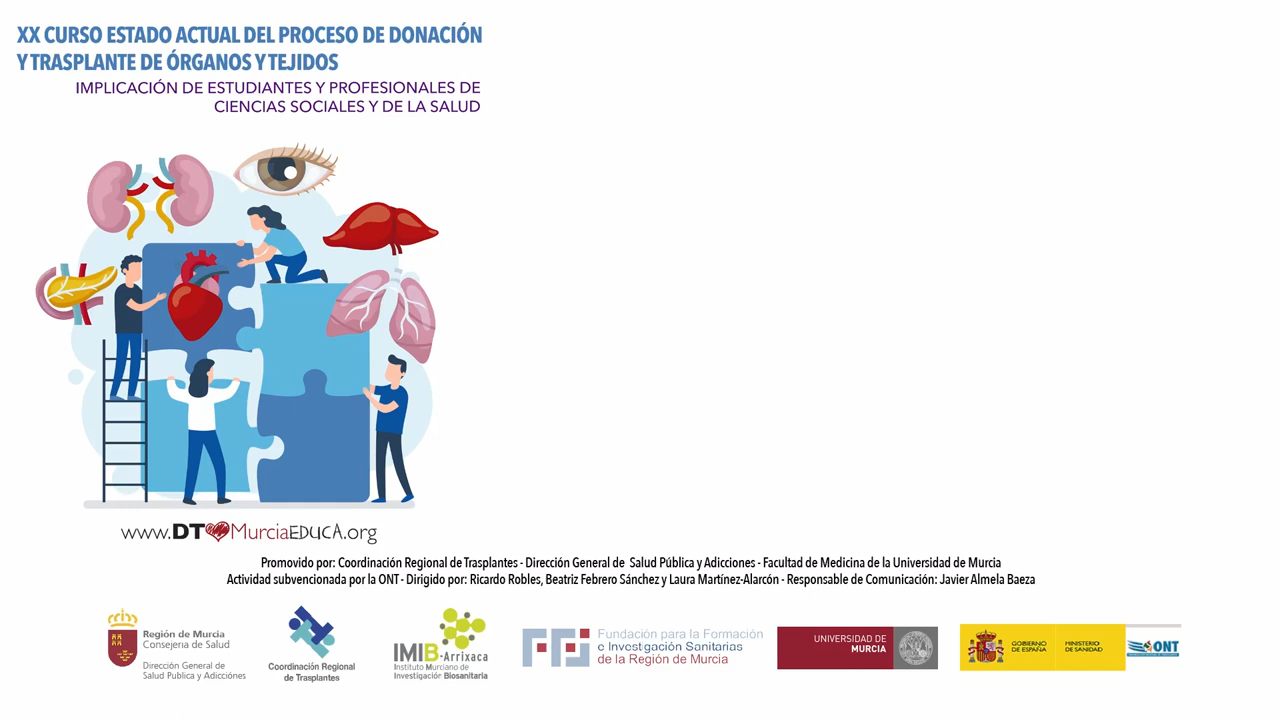 XX CURSO ESTADO ACTUAL DEL PROCESO DE DONACIÓN
Y TRASPLANTE DE ÓRGANOS Y TEJIDOS
IMPLICACIÓN DE ESTUDIANTES Y PROFESIONALES DE
CIENCIAS SOCIALES Y DE LA SALUD
www.DTMurciaEDUCA.org
Promovido por: Coordinación Regional de Trasplantes - Dirección General de Salud Pública y Adicciones - Facultad de Medicina de la Universidad de Murcia
Actividad subvencionada por la ONT - Dirigido por: Ricardo Robles, Beatriz Febrero Sánchez y Laura Martínez-Alarcón - Responsable de Comunicación: Javier Almela Baeza
Región de Murcia
Consejería de Salud
Dirección General de
Salud Publica y Adicciónes
Coordinación Regional
de Trasplantes
IMIB-Arrixaca
Instituto Murciano de
Investigación Biosanitaria
FFIS
Fundación para la Formación
e Investigación Sanitarias
de la Región de Murcia
UNIVERSIDAD DE
MURCIA
GOBIERNO
DE ESPAÑA
MINISTERIO
DE SANIDAD
ONT